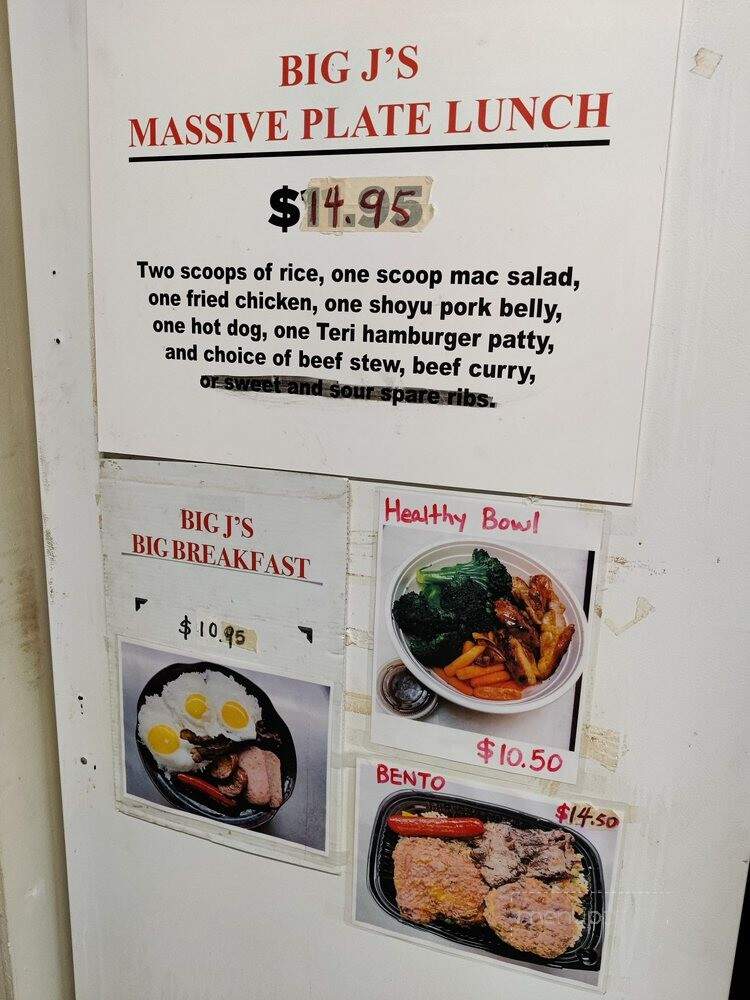 BIG J'S
MASSIVE PLATE LUNCH
$14.95
Two scoops of rice, one scoop mac salad,
one fried chicken, one shoyu pork belly,
one hot dog, one Teri hamburger patty,
and choice of beef stew, beef curry,
or sweet and sour spare ribs.
BIG J'S
BIG BREAKFAST
$10.95
Healthy Bowl
$10.50
BENTO
$14.50